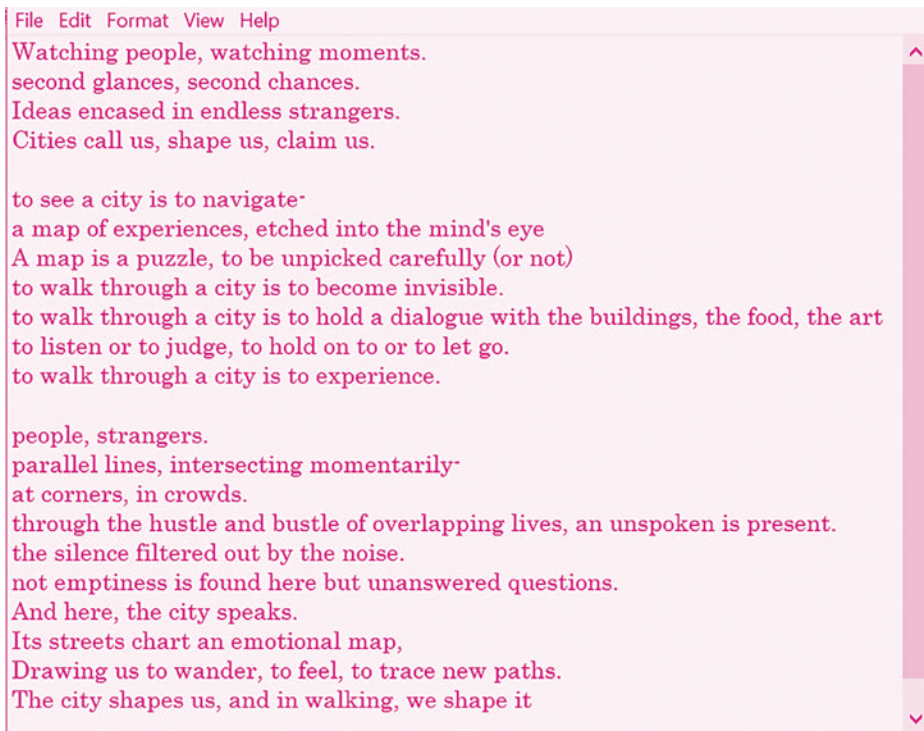 File Edit Format View Help
Watching people, watching moments.
second glances, second chances.
Ideas encased in endless strangers.
Cities call us, shape us, claim us.
to see a city is to navigate-
a map of experiences, etched into the mind's eye
A map is a puzzle, to be unpicked carefully (or not)
to walk through a city is to become invisible.
to walk through a city is to hold a dialogue with the buildings, the food, the art
to listen or to judge, to hold on to or to let go.
to walk through a city is to experience.
people, strangers.
parallel lines, intersecting momentarily-
at corners, in crowds.
through the hustle and bustle of overlapping lives, an unspoken is present.
the silence filtered out by the noise.
not emptiness is found here but unanswered questions.
And here, the city speaks.
Its streets chart an emotional map,
Drawing us to wander, to feel, to trace new paths.
The city shapes us, and in walking, we shape it